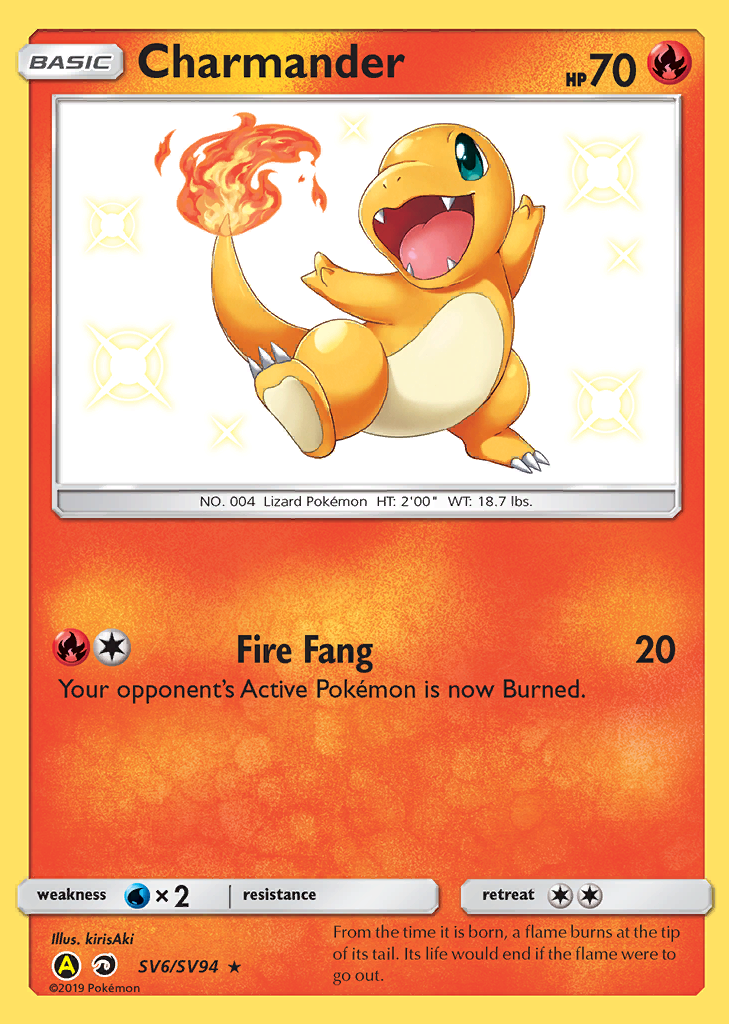 BASIC Charmander HP70
NO. 004 Lizard Pokémon HT: 2'00" WT: 18.7 lbs.
Fire Fang 20
Your opponent's Active Pokémon is now Burned.
weakness ×2 resistance retreat
Illus. kirisAki
A SV6/SV94 ★
©2019 Pokémon
From the time it is born, a flame burns at the tip
of its tail. Its life would end if the flame were to
go out.